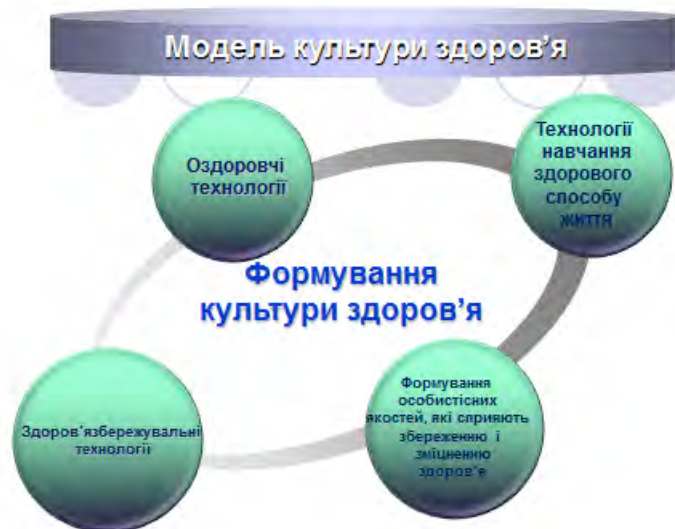 Модель культури здоров’я
Оздоровчі
технології
Технології
навчання
здорового
способу
життя
Формування
культури здоров’я
Здоров’язбережувальні
технології
Формування
особистісних
якостей, які сприяють
збереженню і
зміцненню
здоров’є